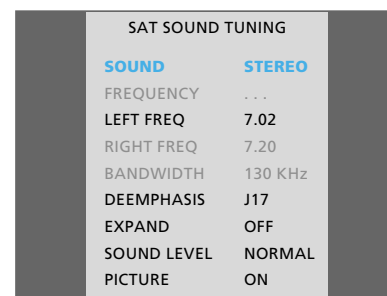 SAT SOUND TUNING
SOUND STEREO
FREQUENCY . . .
LEFT FREQ 7.02
RIGHT FREQ 7.20
BANDWIDTH 130 KHz
DEEMPHASIS J17
EXPAND OFF
SOUND LEVEL NORMAL
PICTURE ON